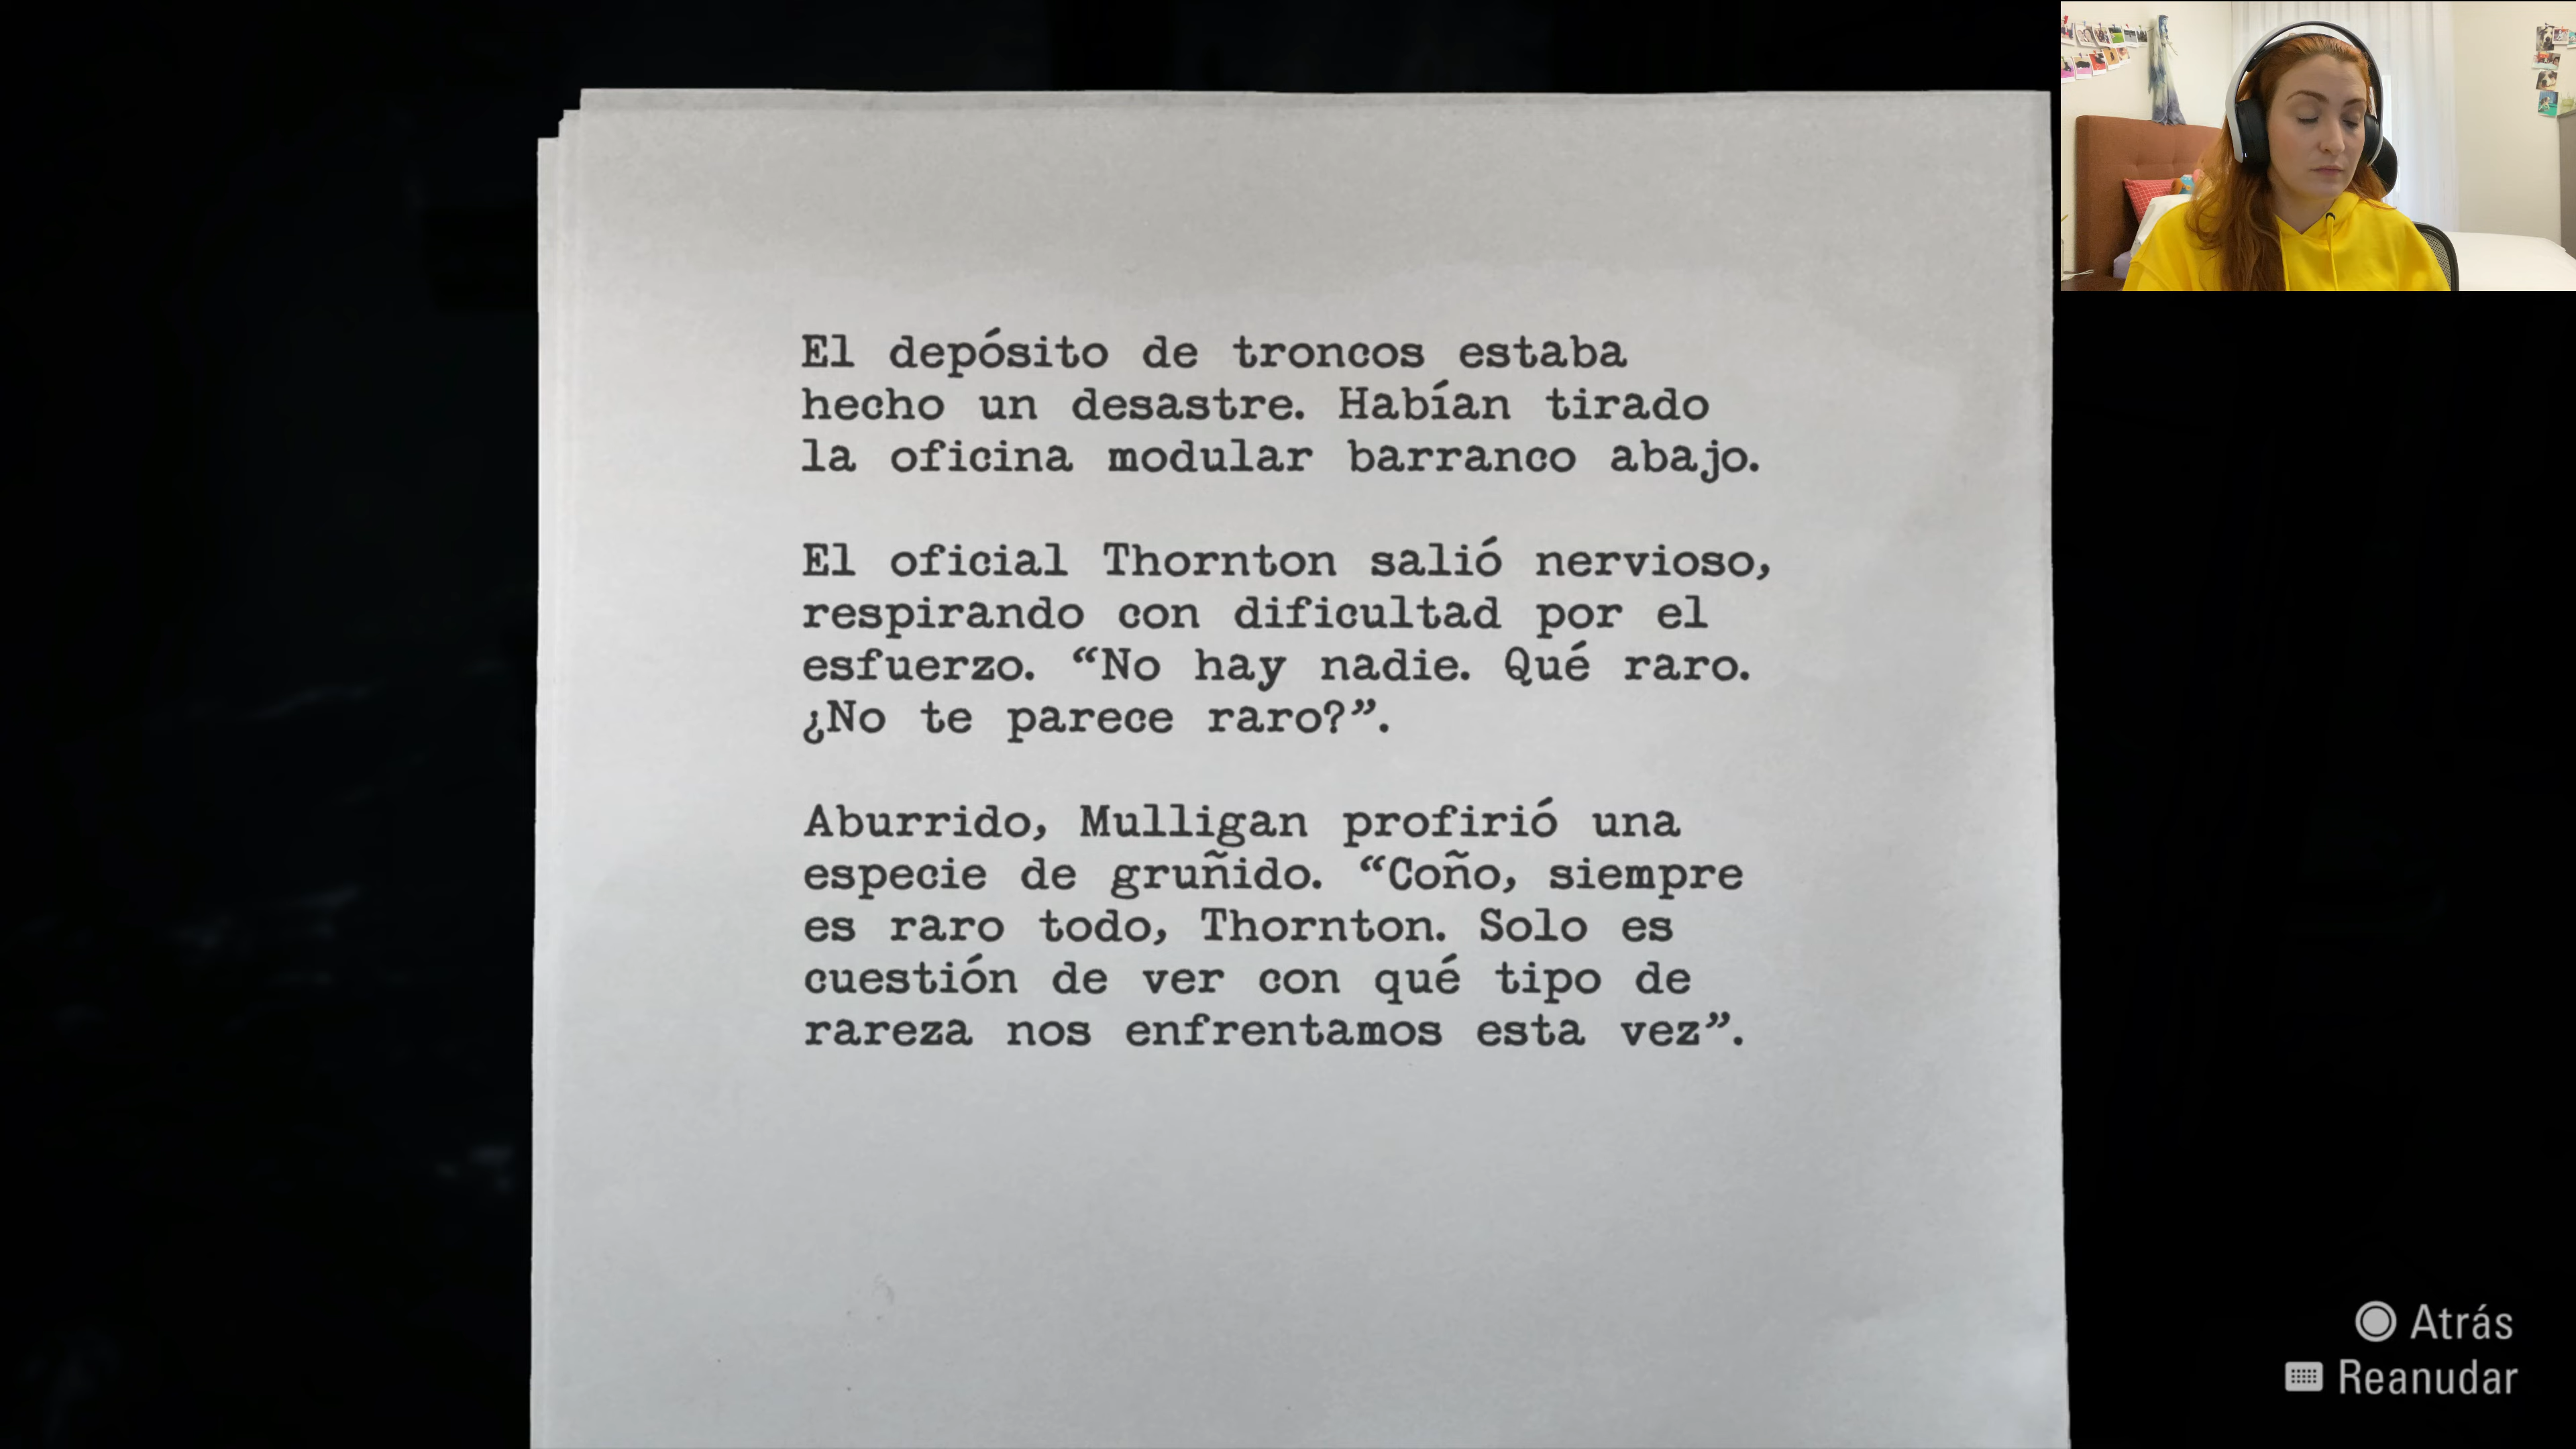 El depósito de troncos estaba
hecho un desastre. Habían tirado
la oficina modular barranco abajo.
El oficial Thornton salió nervioso,
respirando con dificultad por el
esfuerzo. “No hay nadie. Qué raro.
¿No te parece raro?”.
Aburrido, Mulligan profirió una
especie de gruñido. “Coño, siempre
es raro todo, Thornton. Solo es
cuestión de ver con qué tipo de
rareza nos enfrentamos esta vez”.
Atrás
Reanudar